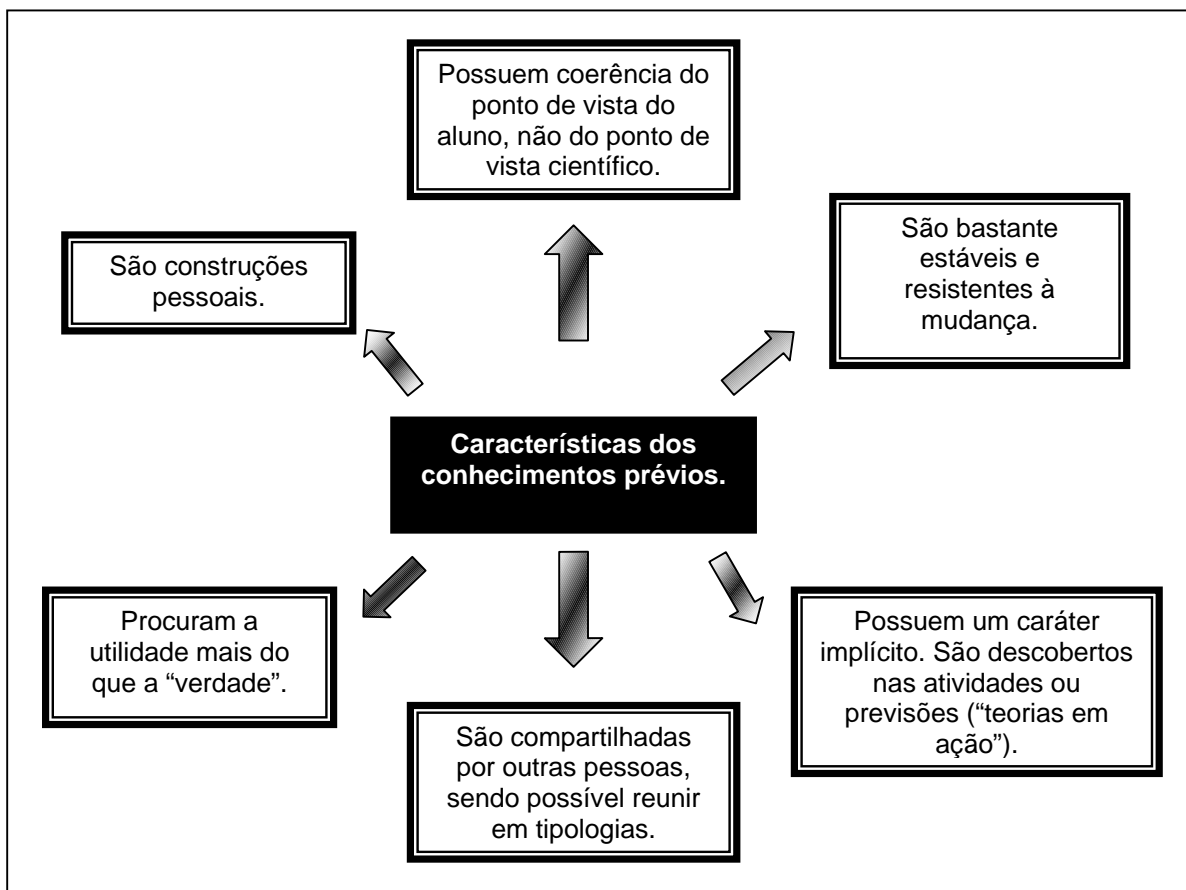 Possuem coerência do
ponto de vista do
aluno, não do ponto de
vista científico.
São construções
pessoais.
São bastante
estáveis e
resistentes à
mudança.
Características dos
conhecimentos prévios.
Procuram a
utilidade mais do
que a “verdade”.
São compartilhadas
por outras pessoas,
sendo possível reunir
em tipologias.
Possuem um caráter
implícito. São descobertos
nas atividades ou
previsões (“teorias em
ação”).